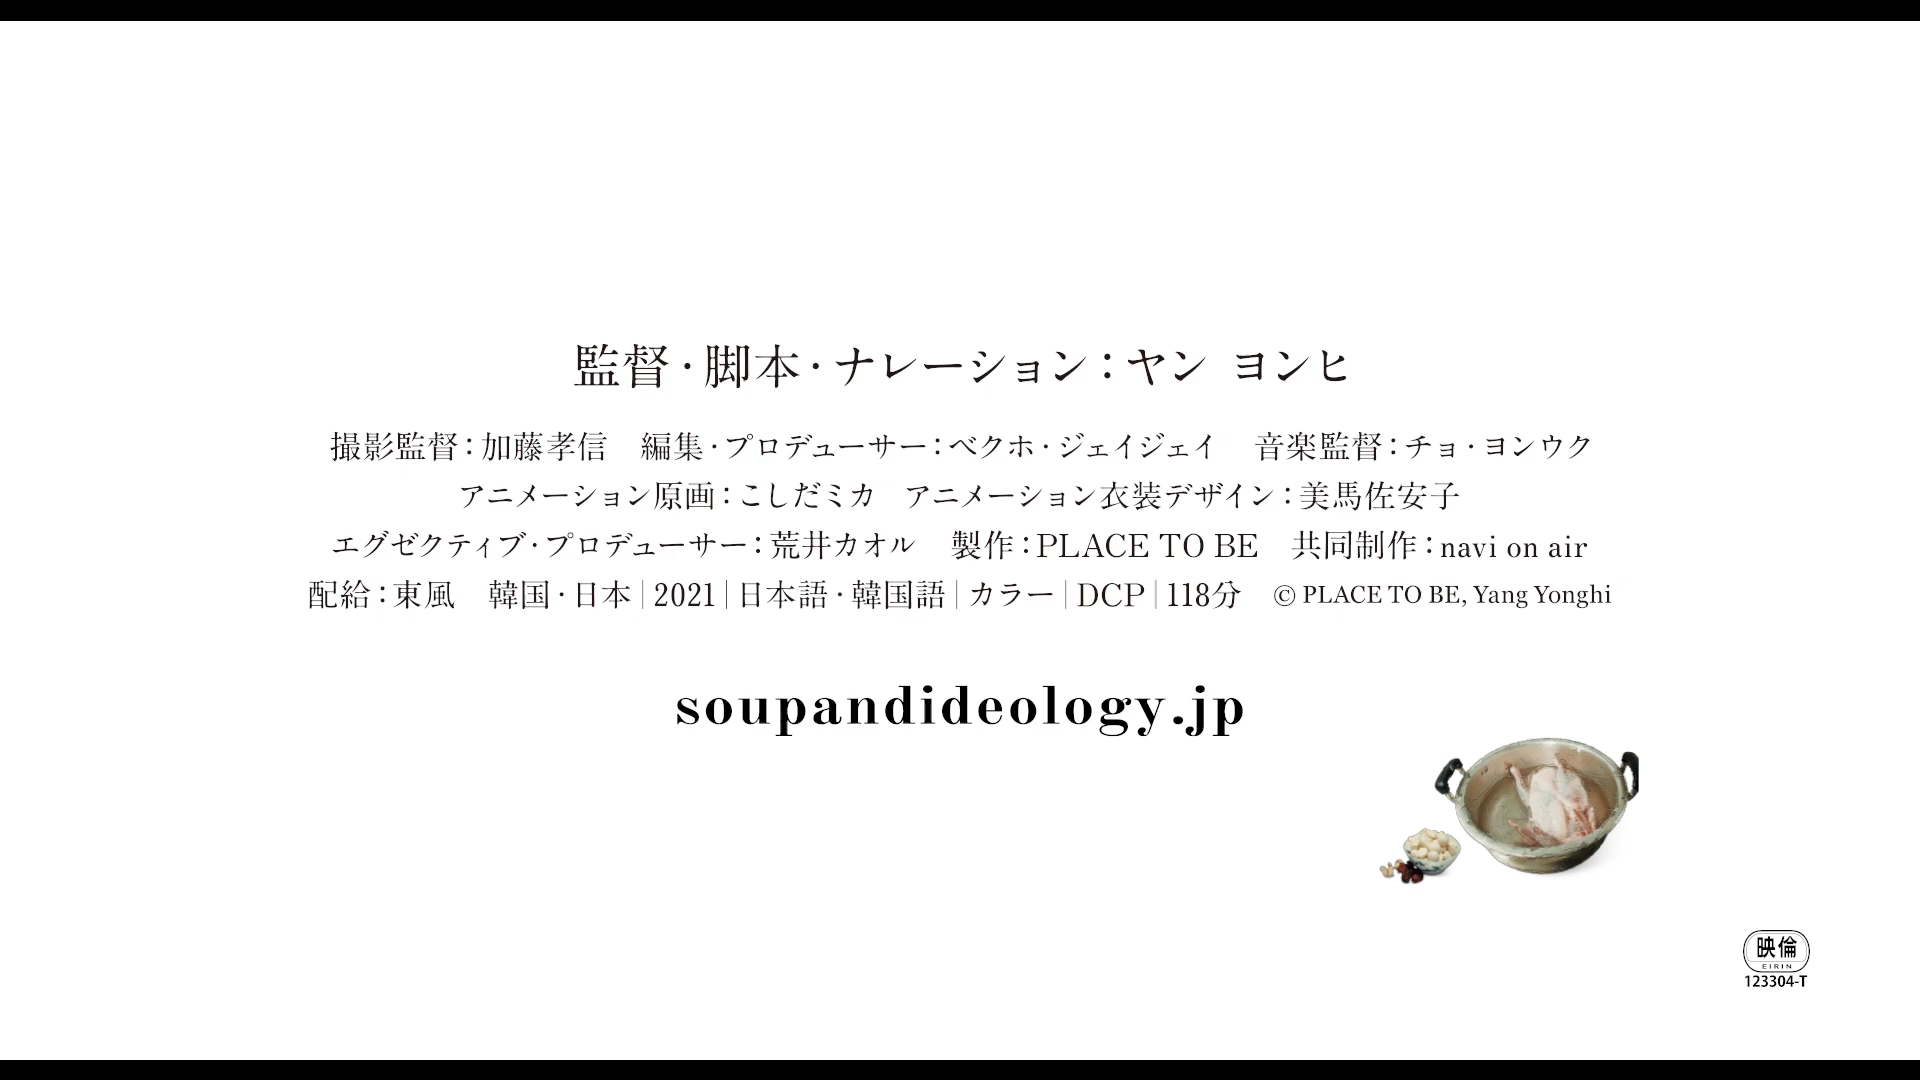 監督·脚本·ナレーション:ヤン ヨンヒ
撮影監督:加藤孝信　編集·プロデューサー:ベクホ·ジェイジェイ　音楽監督:チョ·ヨンウク
アニメーション原画:こしだミカ　アニメーション衣装デザイン:美馬佐安子
エグゼクティブ·プロデューサー:荒井カオル　製作:PLACE TO BE　共同制作:navi on air
配給:東風　韓国·日本|2021|日本語·韓国語|カラー|DCP|118分　© PLACE TO BE, Yang Yonghi
soupandideology.jp
映倫
EIRIN
123304-T